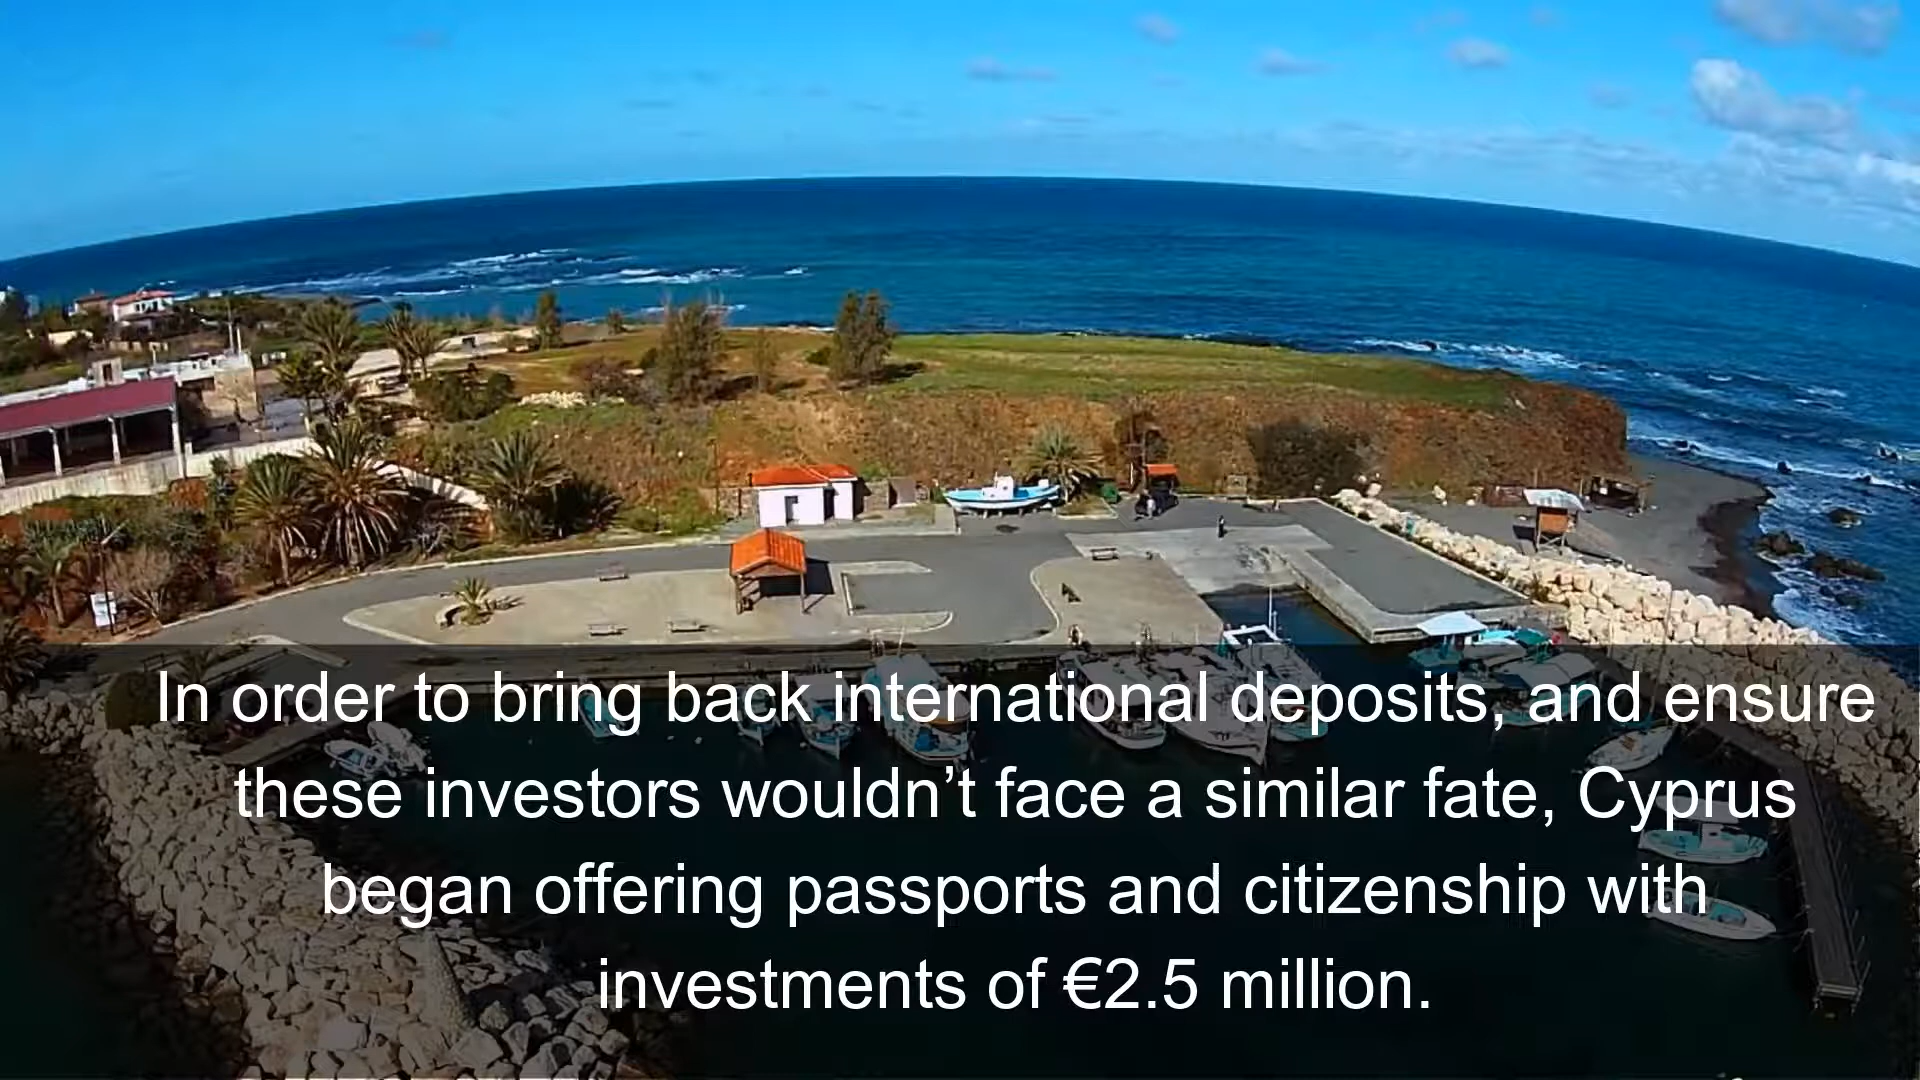 In order to bring back international deposits, and ensure
these investors wouldn’t face a similar fate, Cyprus
began offering passports and citizenship with
investments of €2.5 million.